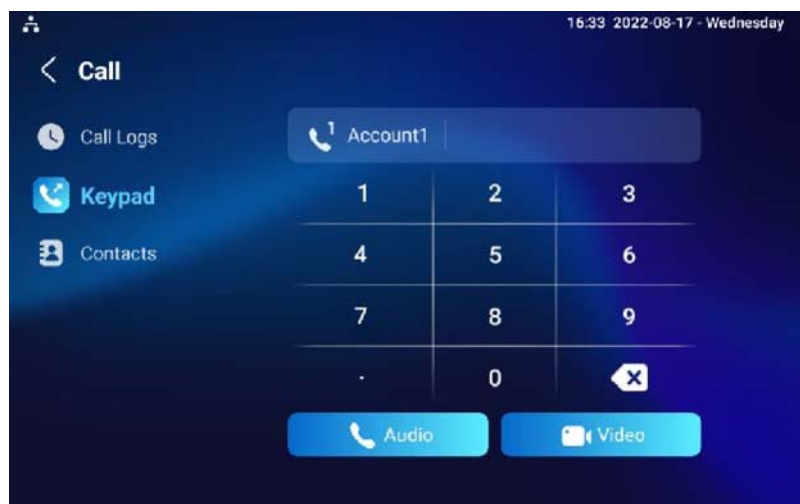 16:33 2022-08-17 - Wednesday
Call
Call Logs
Keypad
Contacts
1 Account1
1 2 3
4 5 6
7 8 9
. 0
Audio Video